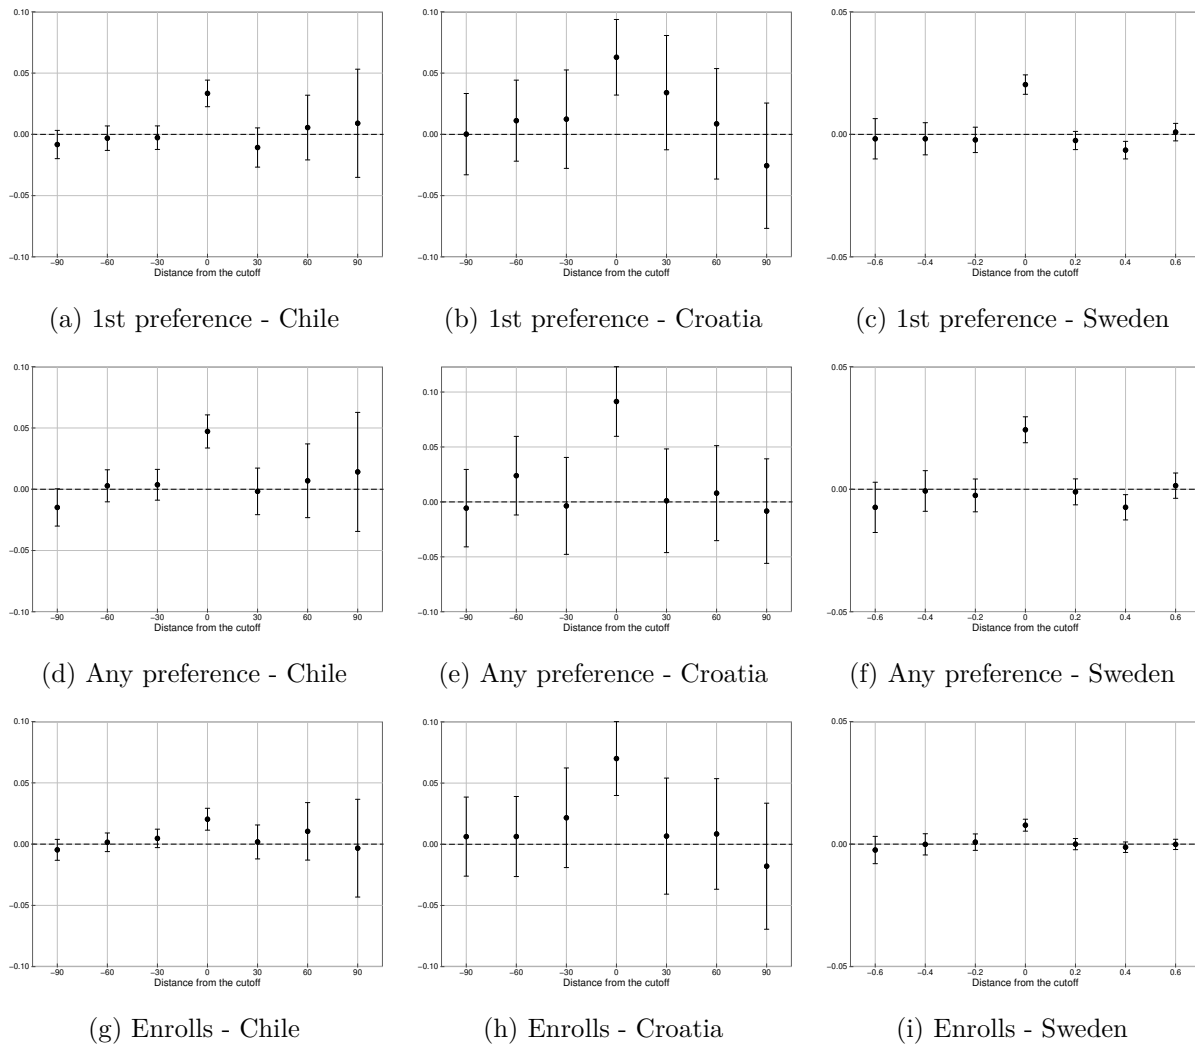 0.10 0.10 0.05
0.05 0.05
0.00 0.00 0.00
−0.05 −0.05
−0.10 −0.10 −0.05
−90 −60 −30 0 30 60 90 −90 −60 −30 0 30 60 90 −0.6 −0.4 −0.2 0 0.2 0.4 0.6
Distance from the cutoff Distance from the cutoff Distance from the cutoff
(a) 1st preference - Chile (b) 1st preference - Croatia (c) 1st preference - Sweden
0.10 0.05
0.10
0.05 0.05
0.00 0.00 0.00
−0.05 −0.05
−0.10 −0.10 −0.05
−90 −60 −30 0 30 60 90 −90 −60 −30 0 30 60 90 −0.6 −0.4 −0.2 0 0.2 0.4 0.6
Distance from the cutoff Distance from the cutoff Distance from the cutoff
(d) Any preference - Chile (e) Any preference - Croatia (f) Any preference - Sweden
0.10 0.10 0.05
0.05 0.05
0.00 0.00 0.00
−0.05 −0.05
−0.10 −0.10 −0.05
−90 −60 −30 0 30 60 90 −90 −60 −30 0 30 60 90 −0.6 −0.4 −0.2 0 0.2 0.4 0.6
Distance from the cutoff Distance from the cutoff Distance from the cutoff
(g) Enrolls - Chile (h) Enrolls - Croatia (i) Enrolls - Sweden